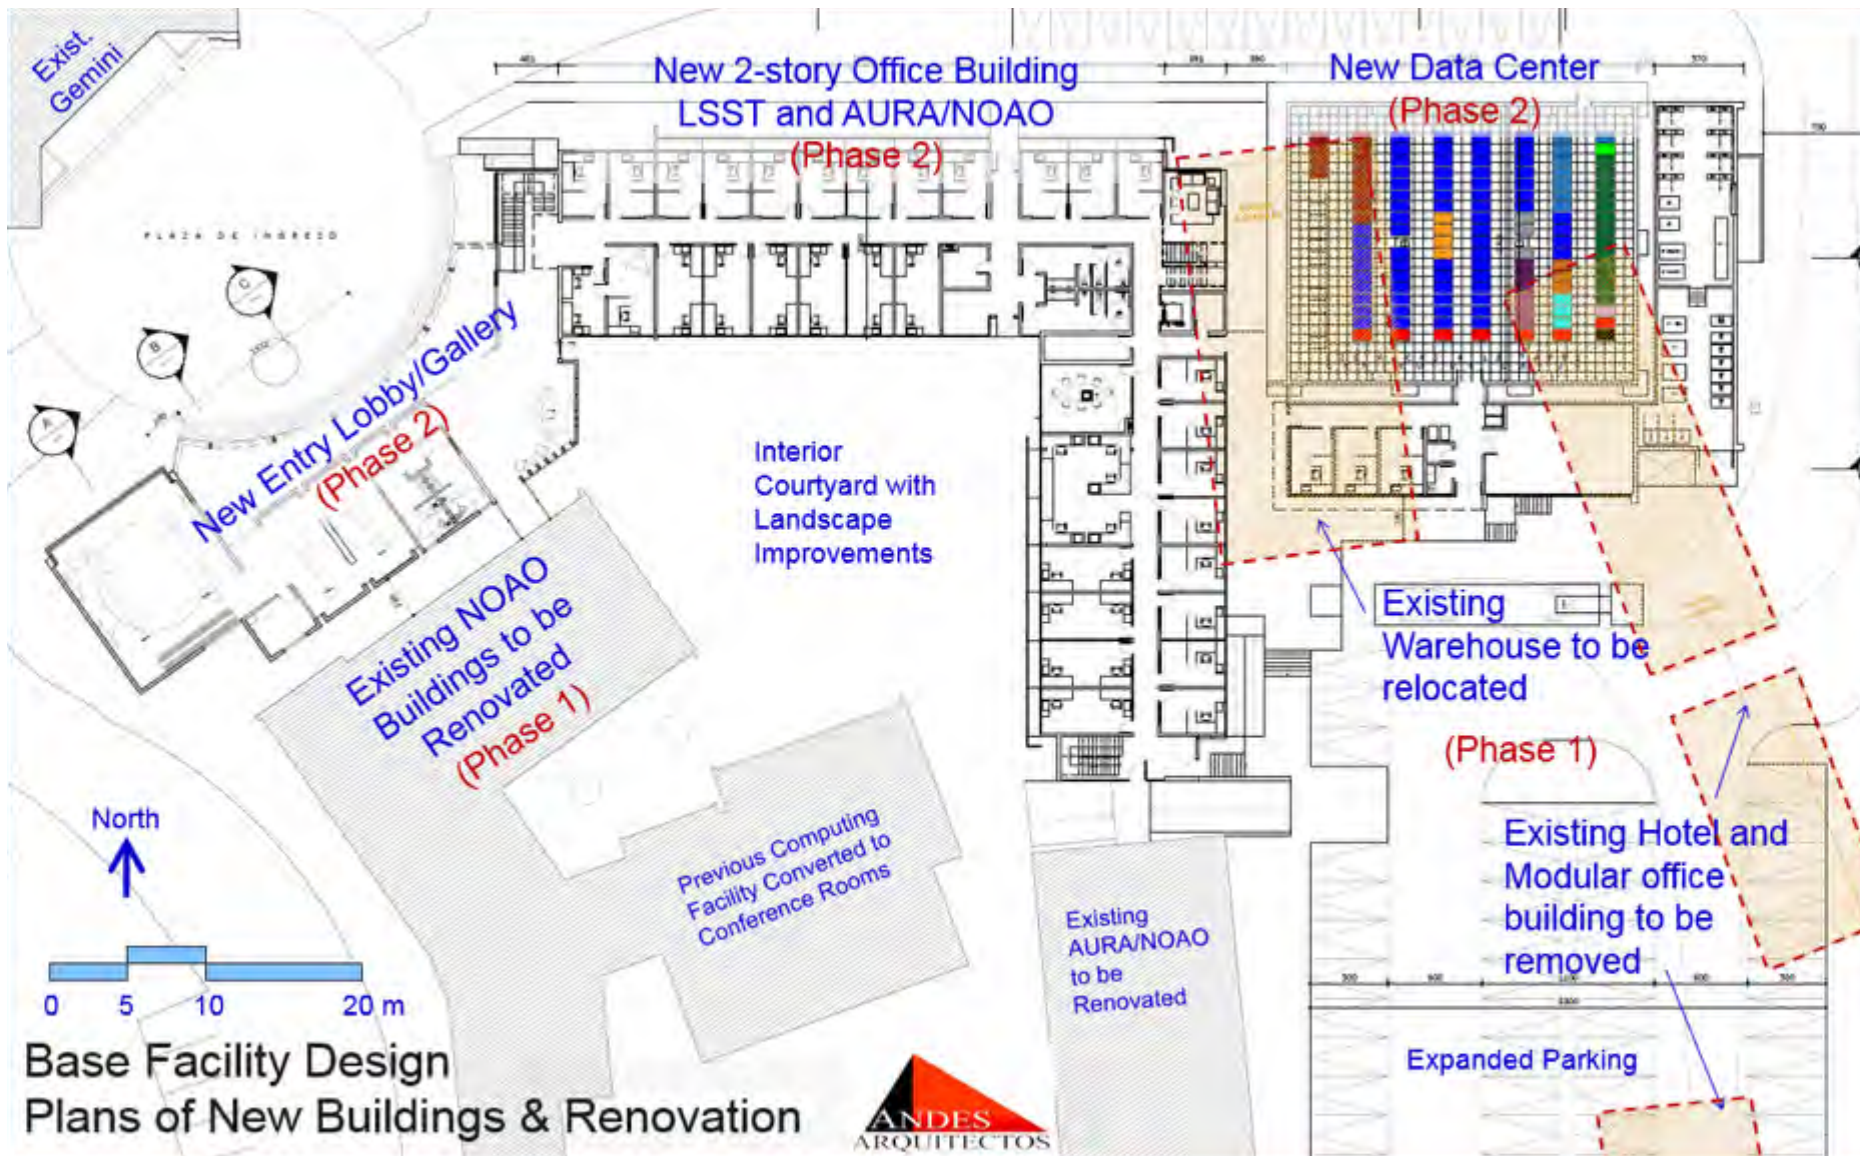 Exist.
Gemini
New 2-story Office Building
LSST and AURA/NOAO
(Phase 2)
New Data Center
(Phase 2)
PLAZA DE INGRESO
C
B
A
New Entry Lobby/Gallery
(Phase 2)
Interior
Courtyard with
Landscape
Improvements
Existing NOAO
Buildings to be
Renovated
(Phase 1)
Existing
Warehouse to be
relocated
(Phase 1)
Existing Hotel and
Modular office
building to be
removed
Previous Computing
Facility Converted to
Conference Rooms
Existing
AURA/NOAO
to be
Renovated
Expanded Parking
North
0 5 10 20 m
Base Facility Design
Plans of New Buildings & Renovation
ANDES
ARQUITECTOS